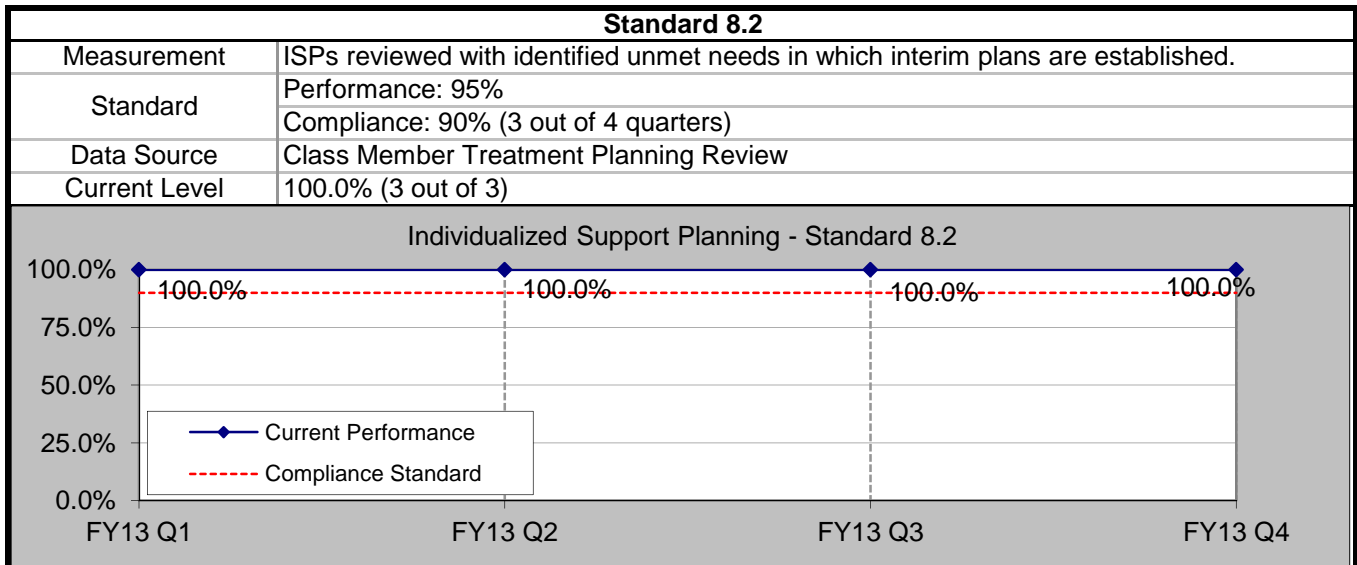 Standard 8.2
Measurement ISPs reviewed with identified unmet needs in which interim plans are established.
Standard Performance: 95%
Compliance: 90% (3 out of 4 quarters)
Data Source Class Member Treatment Planning Review
Current Level 100.0% (3 out of 3)
Individualized Support Planning - Standard 8.2
100.0%
100.0% 100.0% 100.0% 100.0%
75.0%
50.0%
Current Performance
25.0%
Compliance Standard
0.0%
FY13 Q1 FY13 Q2 FY13 Q3 FY13 Q4